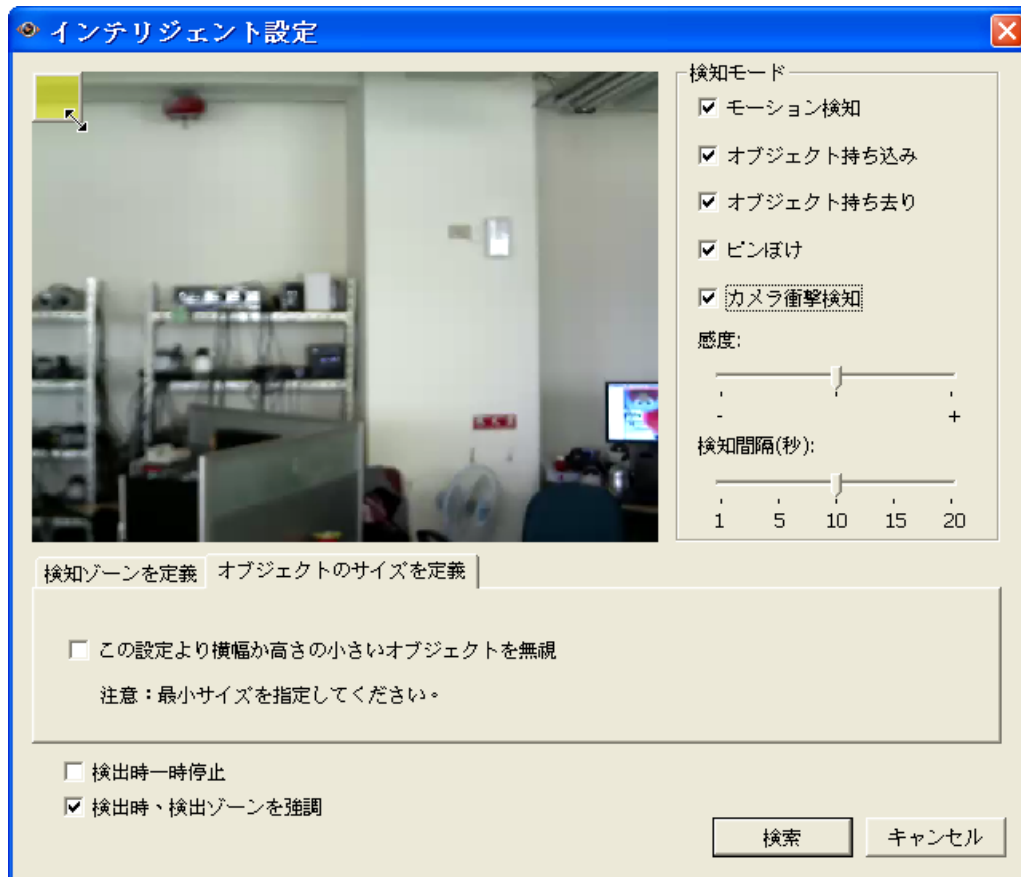 インテリジェント設定
検知モード
モーション検知
オブジェクト持ち込み
オブジェクト持ち去り
ピンぼけ
カメラ衝撃検知
感度:
- +
検知間隔(秒):
1 5 10 15 20
検知ゾーンを定義 オブジェクトのサイズを定義
この設定より横幅か高さの小さいオブジェクトを無視
注意：最小サイズを指定してください。
検出時一時停止
検出時、検出ゾーンを強調
検索 キャンセル